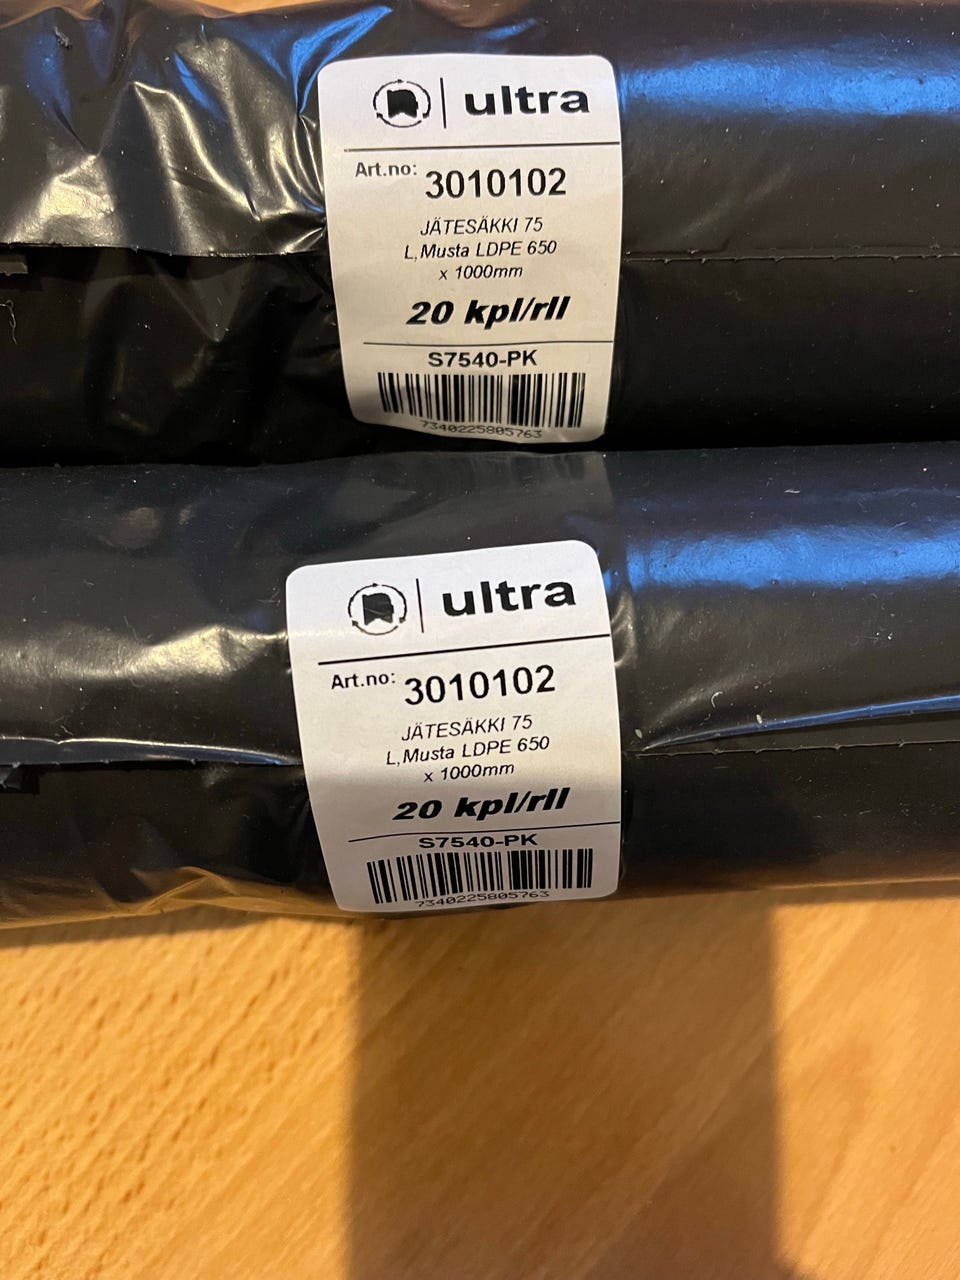 ultra
Art.no: 3010102
JÄTESÄKKI 75
L,Musta LDPE 650
x 1000mm
20 kpl/rll
S7540-PK
7340225805763
ultra
Art.no: 3010102
JÄTESÄKKI 75
L,Musta LDPE 650
x 1000mm
20 kpl/rll
S7540-PK
7340225805763